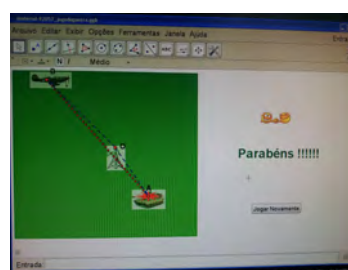 Arquivo Editar Exibir Opções Ferramentas Janela Ajuda
N I Médio
B
A
Parabéns !!!!!!
Jogar Novamente
Entrada: